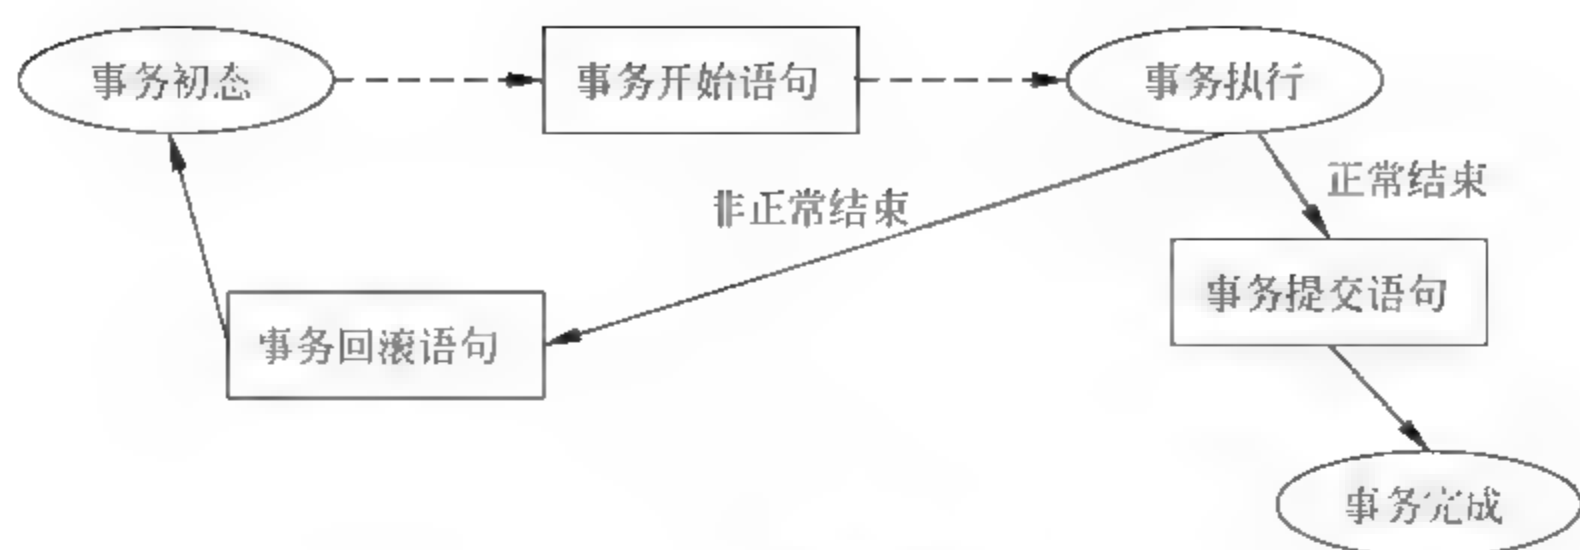 事务初态
事务开始语句
事务执行
正常结束
非正常结束
事务提交语句
事务回滚语句
事务完成